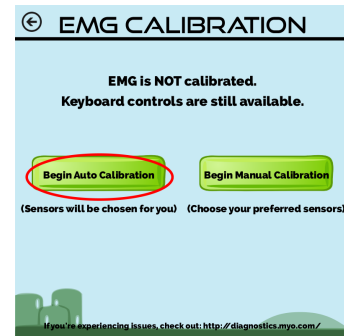 EMG CALIBRATION
EMG is NOT calibrated.
Keyboard controls are still available.
Begin Auto Calibration
Begin Manual Calibration
(Sensors will be chosen for you)
(Choose your preferred sensors)
If you're experiencing issues, check out: http://diagnostics.myo.com/